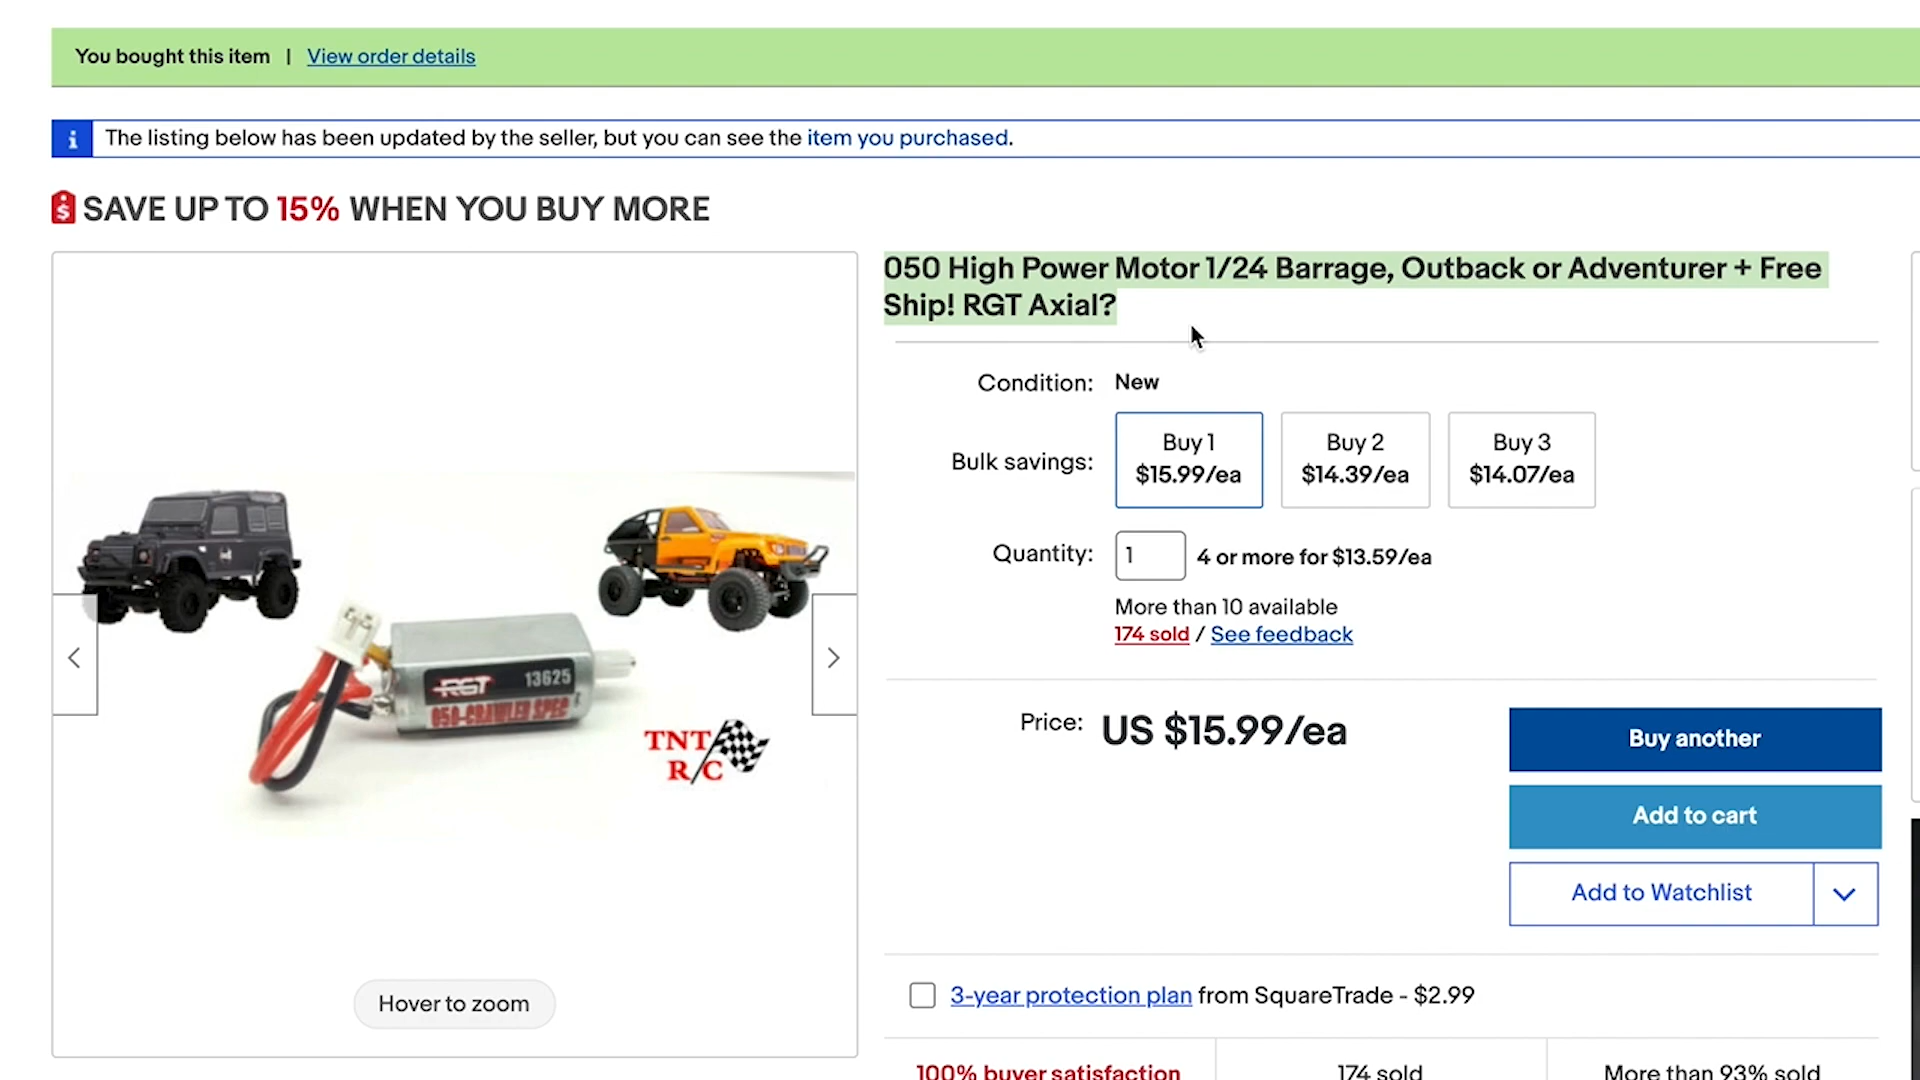 You bought this item | View order details
i The listing below has been updated by the seller, but you can see the item you purchased.
$ SAVE UP TO 15% WHEN YOU BUY MORE
050 High Power Motor 1/24 Barrage, Outback or Adventurer + Free
Ship! RGT Axial?
Condition: New
Bulk savings:
Buy 1
$15.99/ea
Buy 2
$14.39/ea
Buy 3
$14.07/ea
Quantity: 1 4 or more for $13.59/ea
More than 10 available
174 sold / See feedback
Price: US $15.99/ea
Buy another
Add to cart
Add to Watchlist
RGT 13625
050-CRAWLER SPEC
TNT
R/C
Hover to zoom
3-year protection plan from SquareTrade - $2.99
100% buyer satisfaction
174 sold
More than 93% sold